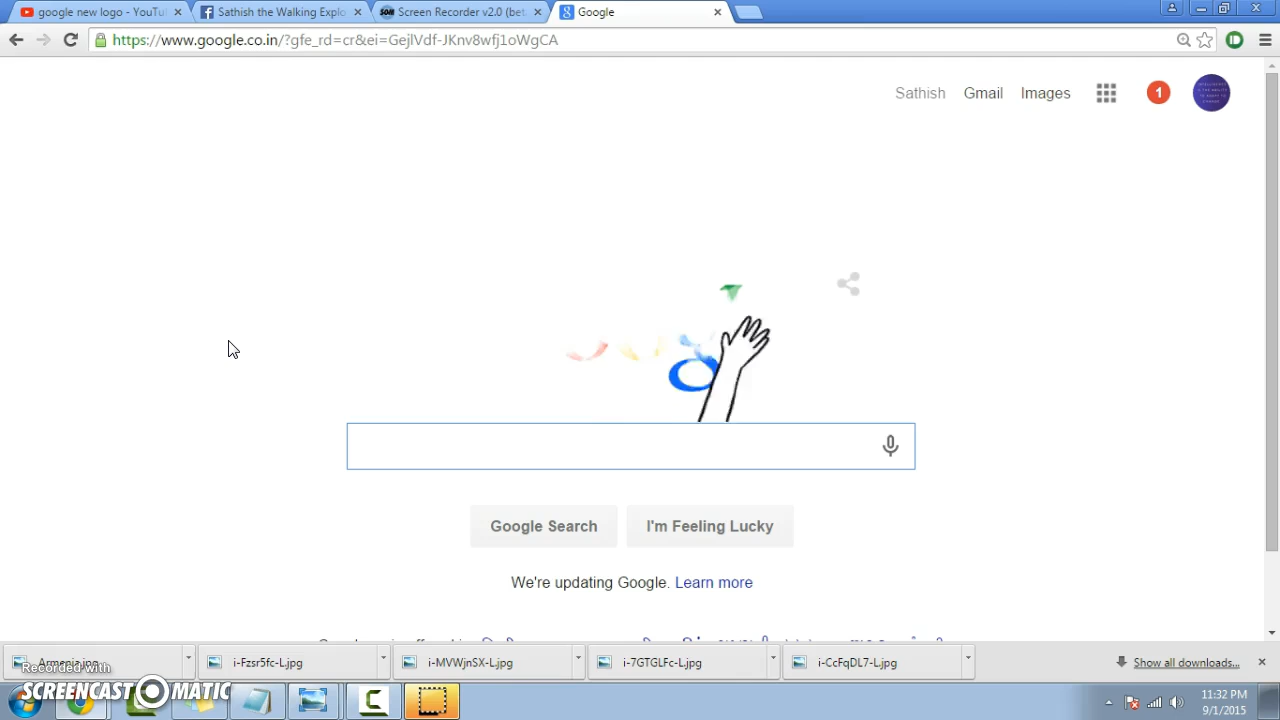 google new logo - YouTu
Sathish the Walking Explo
Screen Recorder v2.0 (bet
Google
https://www.google.co.in/?gfe_rd=cr&ei=GejlVdf-JKnv8wfj1oWgCA
Sathish
Gmail
Images
1
Google Search
I'm Feeling Lucky
We're updating Google. Learn more
i-Fzsr5fc-L.jpg
i-MVWjnSX-L.jpg
i-7GTGLFc-L.jpg
i-CcFqDL7-L.jpg
Show all downloads...
Recorded with
SCREENCAST MATIC
11:32 PM
9/1/2015